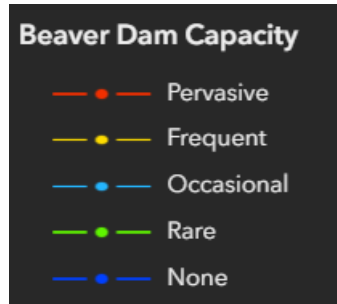 Beaver Dam Capacity
Pervasive
Frequent
Occasional
Rare
None